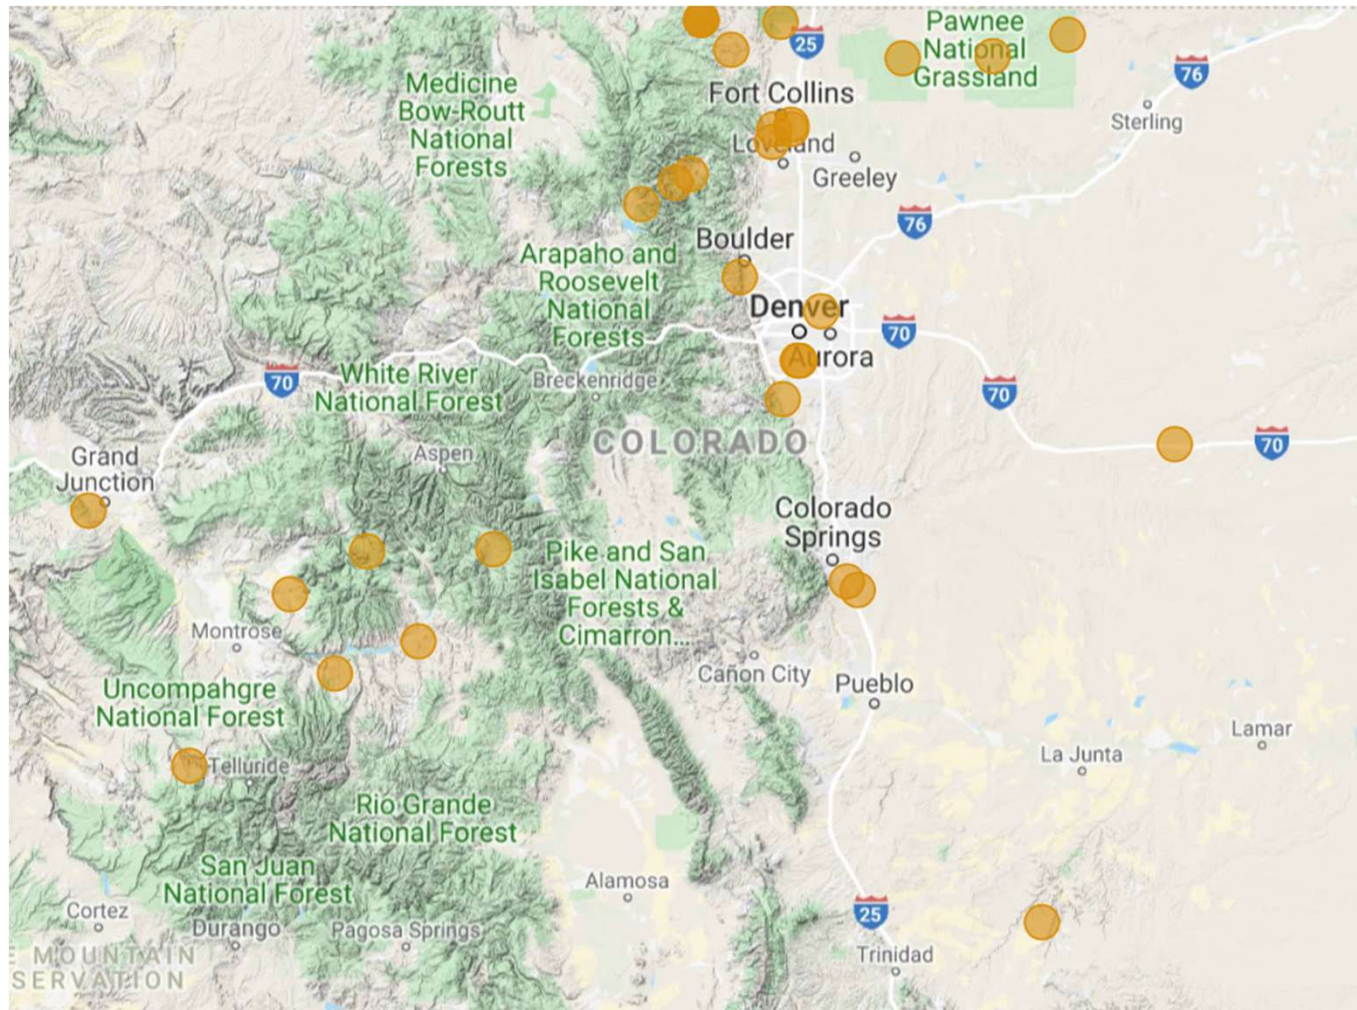 Pawnee
National
Grassland
25
76
Medicine
Bow-Routt
National
Forests
Fort Collins
Sterling
Loveland
Greeley
76
Boulder
Arapaho and
Roosevelt
National
Forests
Denver
70
Aurora
White River
National Forest
70
Breckenridge
70
COLORADO
70
Grand
Junction
Aspen
Colorado
Springs
Pike and San
Isabel National
Forests &
Cimarron...
Montrose
Cañon City
Pueblo
Uncompahgre
National Forest
Lamar
La Junta
Telluride
Rio Grande
National Forest
San Juan
National Forest
Alamosa
Cortez
25
Durango
Pagosa Springs
Trinidad
E MOUNTAIN
SERVATION